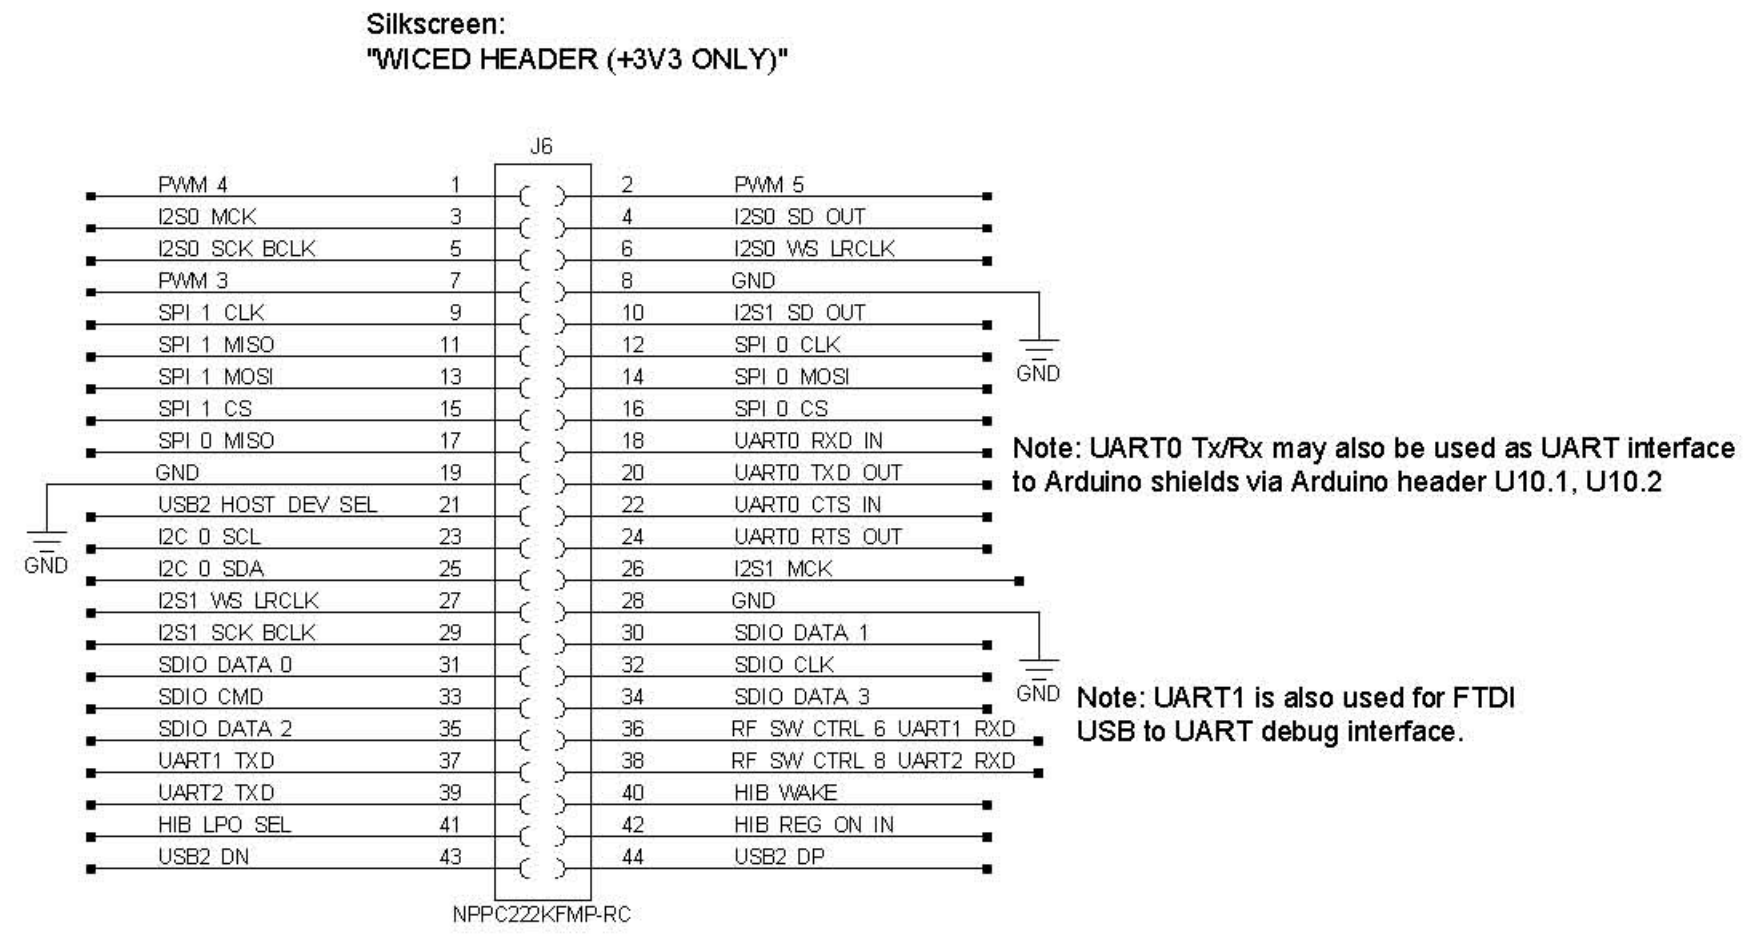 Silkscreen:
"WICED HEADER (+3V3 ONLY)"
J6
PWM 4 1 2 PWM 5
I2S0 MCK 3 4 I2S0 SD OUT
I2S0 SCK BCLK 5 6 I2S0 WS LRCLK
PWM 3 7 8 GND
SPI 1 CLK 9 10 I2S1 SD OUT
SPI 1 MISO 11 12 SPI 0 CLK
SPI 1 MOSI 13 14 SPI 0 MOSI
GND
SPI 1 CS 15 16 SPI 0 CS
SPI 0 MISO 17 18 UART0 RXD IN
Note: UART0 Tx/Rx may also be used as UART interface
to Arduino shields via Arduino header U10.1, U10.2
GND 19 20 UART0 TXD OUT
USB2 HOST DEV SEL 21 22 UART0 CTS IN
I2C 0 SCL 23 24 UART0 RTS OUT
GND
I2C 0 SDA 25 26 I2S1 MCK
I2S1 WS LRCLK 27 28 GND
I2S1 SCK BCLK 29 30 SDIO DATA 1
SDIO DATA 0 31 32 SDIO CLK
SDIO CMD 33 34 SDIO DATA 3
GND
Note: UART1 is also used for FTDI
USB to UART debug interface.
SDIO DATA 2 35 36 RF SW CTRL 6 UART1 RXD
UART1 TXD 37 38 RF SW CTRL 8 UART2 RXD
UART2 TXD 39 40 HIB WAKE
HIB LPO SEL 41 42 HIB REG ON IN
USB2 DN 43 44 USB2 DP
NPPC222KFMP-RC